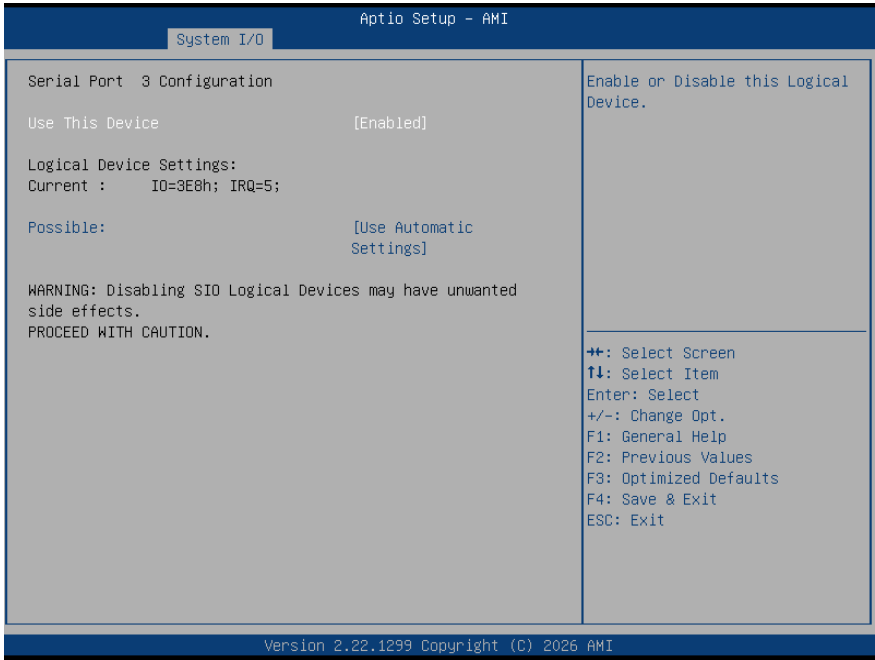 Aptio Setup – AMI
System I/O
Serial Port  3 Configuration
Use This Device [Enabled]
Logical Device Settings:
Current :     IO=3E8h; IRQ=5;
Possible: [Use Automatic
Settings]
WARNING: Disabling SIO Logical Devices may have unwanted
side effects.
PROCEED WITH CAUTION.
Enable or Disable this Logical
Device.
→←: Select Screen
↑↓: Select Item
Enter: Select
+/-: Change Opt.
F1: General Help
F2: Previous Values
F3: Optimized Defaults
F4: Save & Exit
ESC: Exit
Version 2.22.1299 Copyright (C) 2026 AMI